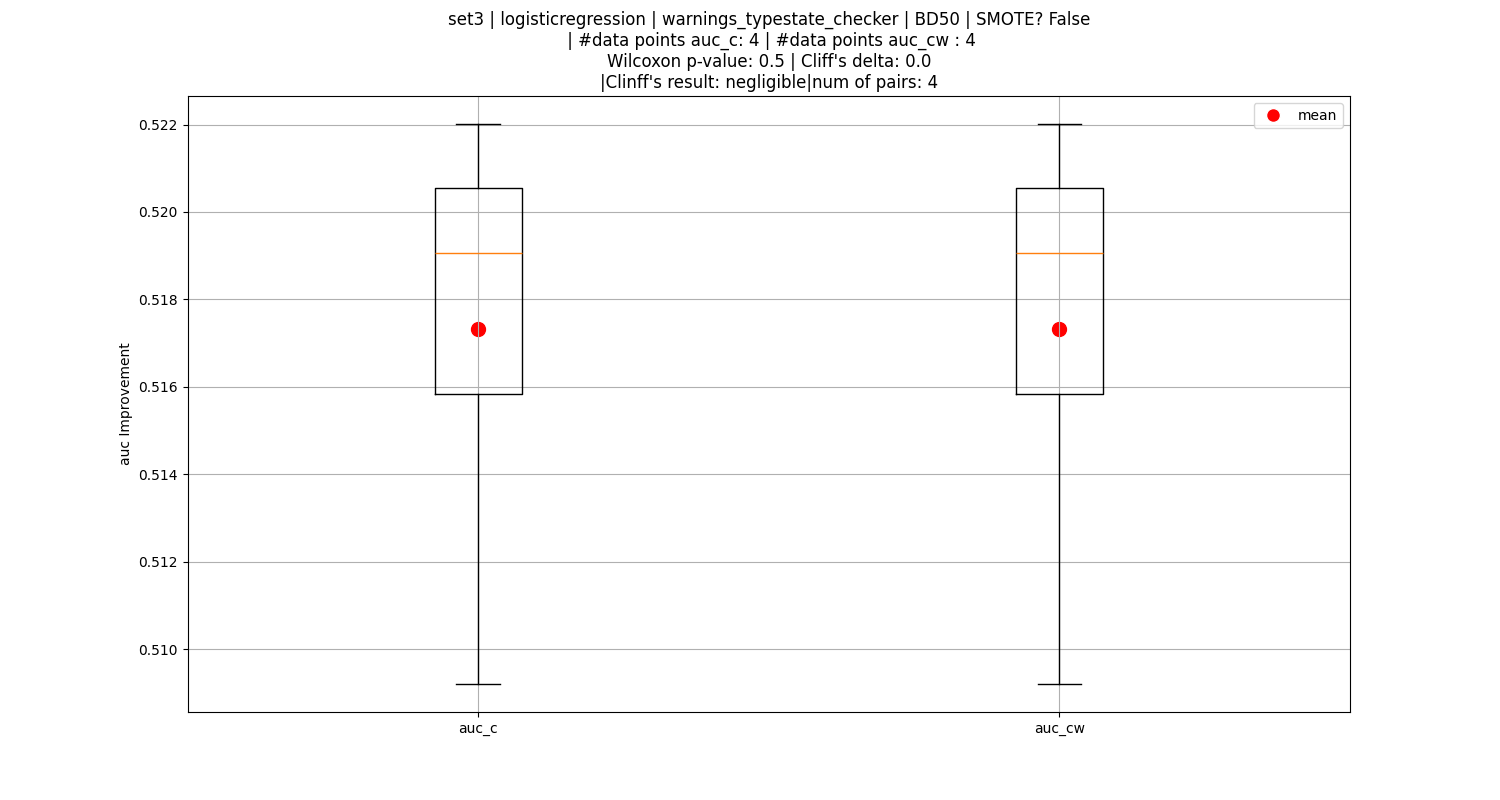 set3 | logisticregression | warnings_typestate_checker | BD50 | SMOTE? False
| #data points auc_c: 4 | #data points auc_cw : 4
Wilcoxon p-value: 0.5 | Cliff's delta: 0.0
|Clinff's result: negligible|num of pairs: 4
mean
0.522
0.520
0.518
0.516
0.514
0.512
0.510
auc Improvement
auc_c
auc_cw